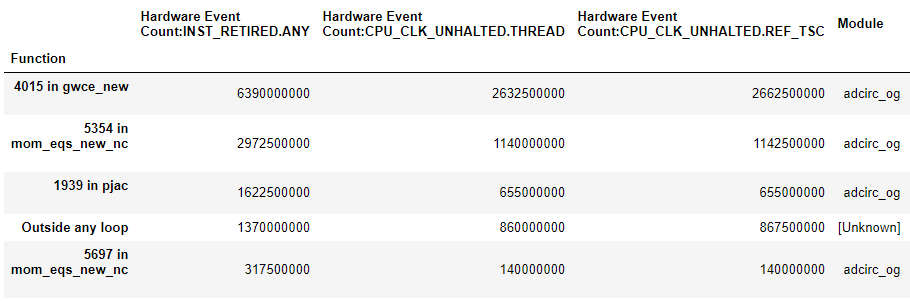 Hardware Event Hardware Event Hardware Event
Count:INST_RETIRED.ANY Count:CPU_CLK_UNHALTED.THREAD Count:CPU_CLK_UNHALTED.REF_TSC Module
Function
4015 in gwce_new 6390000000 2632500000 2662500000 adcirc_og
5354 in
mom_eqs_new_nc 2972500000 1140000000 1142500000 adcirc_og
1939 in pjac 1622500000 655000000 655000000 adcirc_og
Outside any loop 1370000000 860000000 867500000 [Unknown]
5697 in
mom_eqs_new_nc 317500000 140000000 140000000 adcirc_og